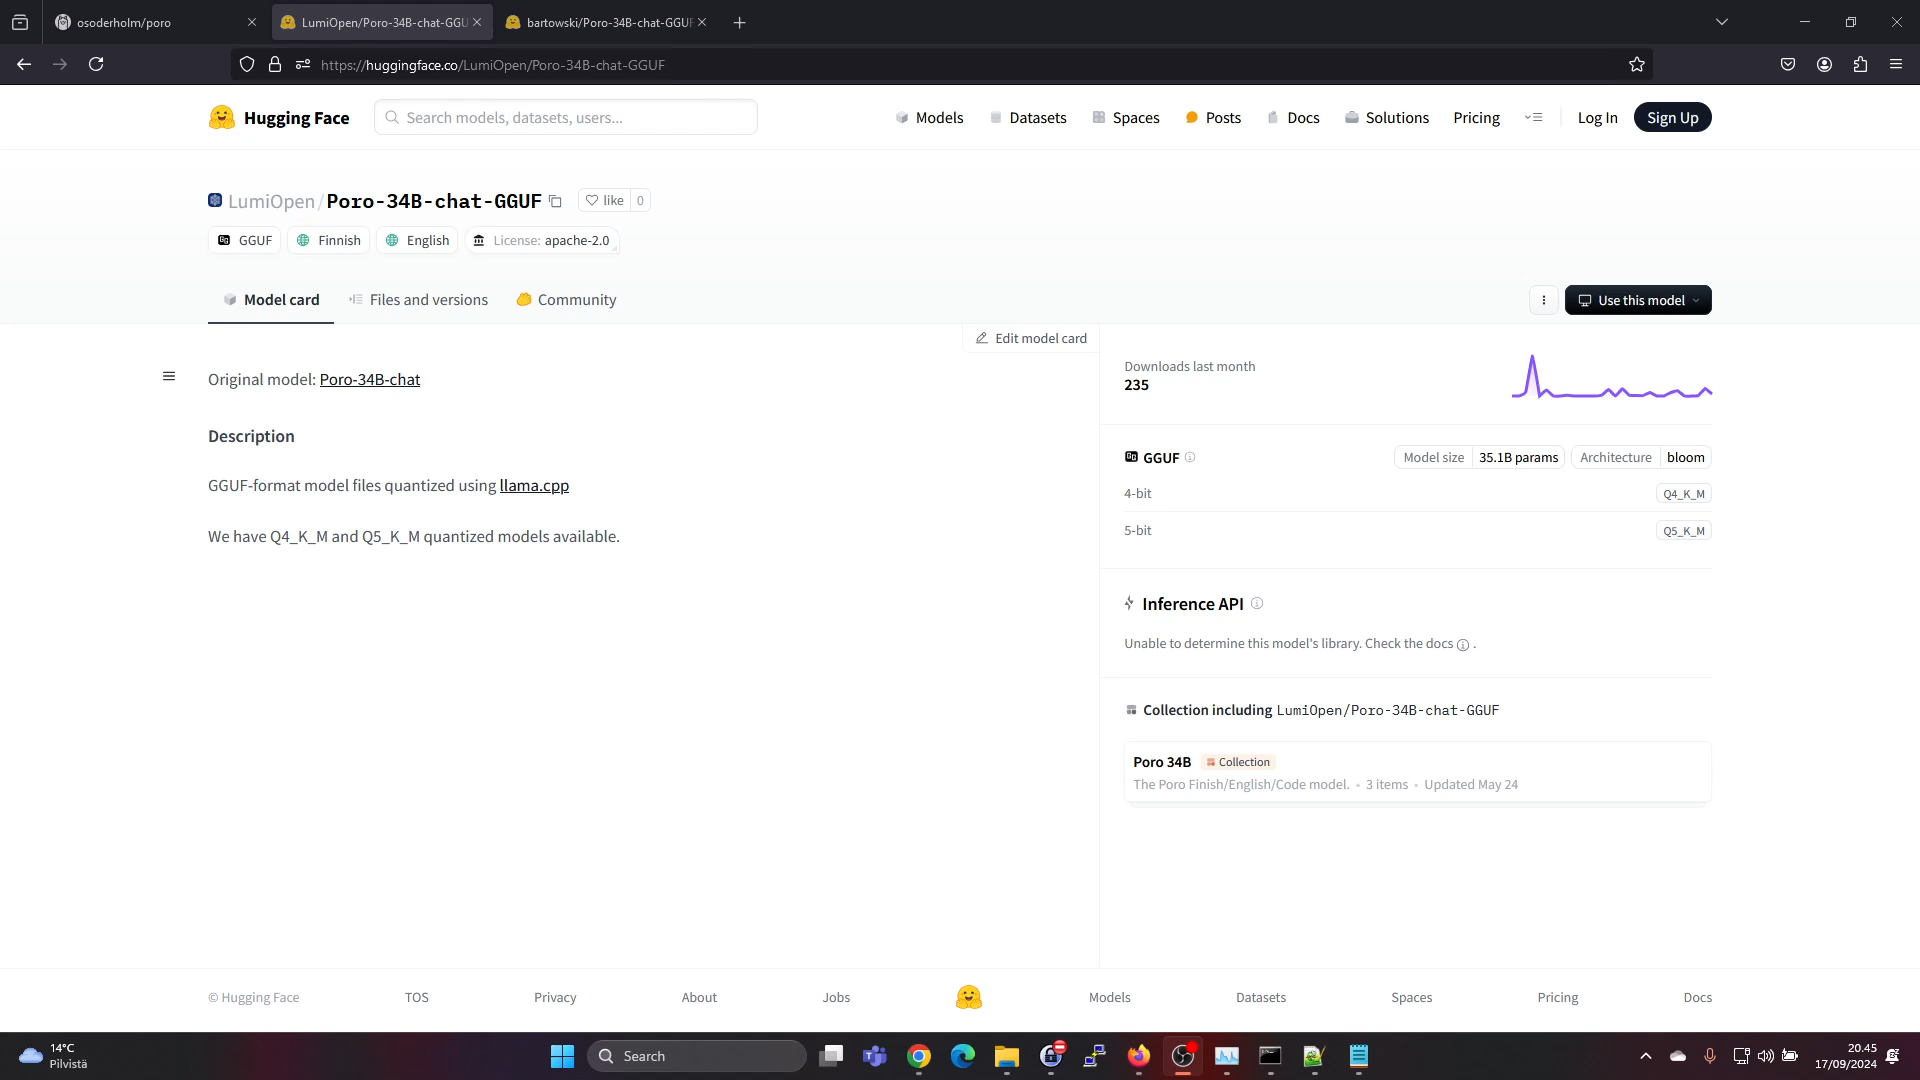 osoderholm/poro
LumiOpen/Poro-34B-chat-GGU
bartowski/Poro-34B-chat-GGUF
https://huggingface.co/LumiOpen/Poro-34B-chat-GGUF
Hugging Face
Search models, datasets, users...
Models
Datasets
Spaces
Posts
Docs
Solutions
Pricing
Log In
Sign Up
LumiOpen/Poro-34B-chat-GGUF
like 0
GGUF
Finnish
English
License: apache-2.0
Model card
Files and versions
Community
Use this model
Edit model card
Original model: Poro-34B-chat
Description
GGUF-format model files quantized using llama.cpp
We have Q4_K_M and Q5_K_M quantized models available.
Downloads last month
235
GGUF
Model size 35.1B params
Architecture bloom
4-bit Q4_K_M
5-bit Q5_K_M
Inference API
Unable to determine this model's library. Check the docs .
Collection including LumiOpen/Poro-34B-chat-GGUF
Poro 34B Collection
The Poro Finish/English/Code model. • 3 items • Updated May 24
© Hugging Face
TOS
Privacy
About
Jobs
Models
Datasets
Spaces
Pricing
Docs
14°C
Pilvistä
Search
20.45
17/09/2024